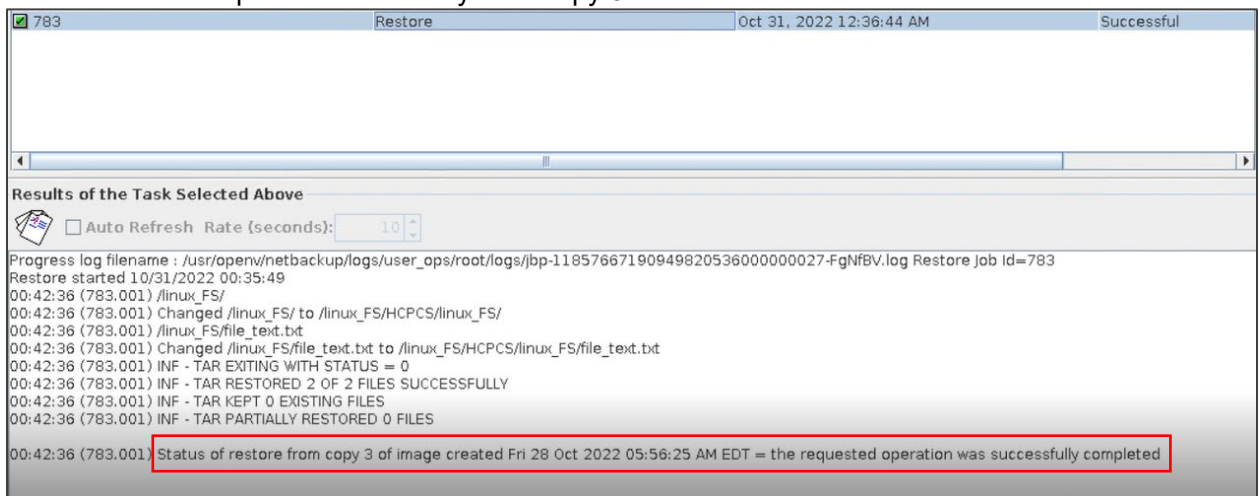 783 Restore Oct 31, 2022 12:36:44 AM Successful
Results of the Task Selected Above
Auto Refresh Rate (seconds): 10
Progress log filename : /usr/openv/netbackup/logs/user_ops/root/logs/jbp-11857667190949820536000000027-FgNfBV.log Restore Job Id=783
Restore started 10/31/2022 00:35:49
00:42:36 (783.001) /linux_FS/
00:42:36 (783.001) Changed /linux_FS/ to /linux_FS/HCPCS/linux_FS/
00:42:36 (783.001) /linux_FS/file_text.txt
00:42:36 (783.001) Changed /linux_FS/file_text.txt to /linux_FS/HCPCS/linux_FS/file_text.txt
00:42:36 (783.001) INF - TAR EXITING WITH STATUS = 0
00:42:36 (783.001) INF - TAR RESTORED 2 OF 2 FILES SUCCESSFULLY
00:42:36 (783.001) INF - TAR KEPT 0 EXISTING FILES
00:42:36 (783.001) INF - TAR PARTIALLY RESTORED 0 FILES
00:42:36 (783.001) Status of restore from copy 3 of image created Fri 28 Oct 2022 05:56:25 AM EDT = the requested operation was successfully completed